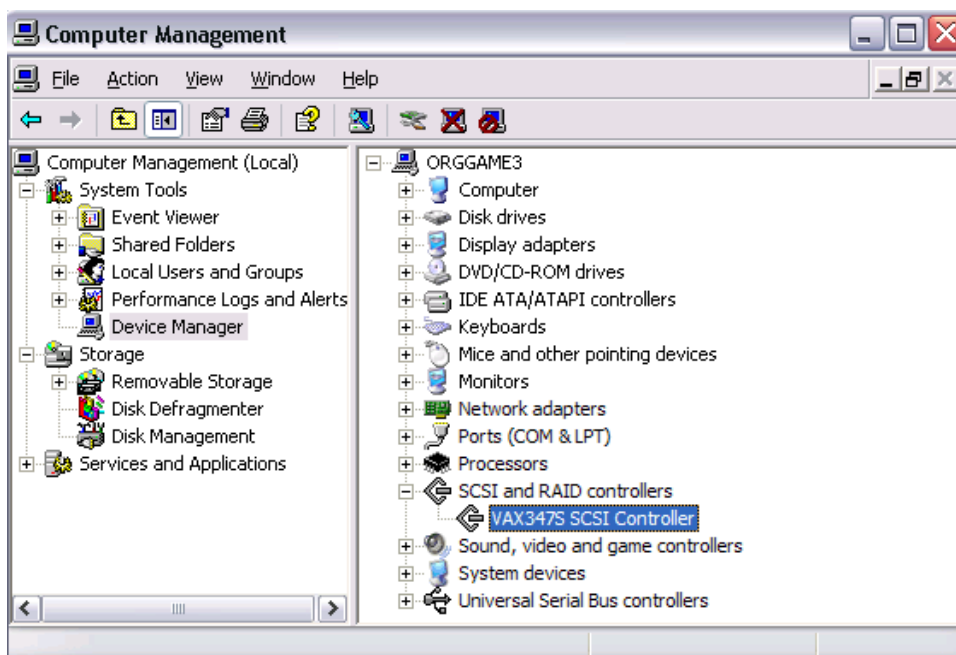 Computer Management
File Action View Window Help
Computer Management (Local)
System Tools
Event Viewer
Shared Folders
Local Users and Groups
Performance Logs and Alerts
Device Manager
Storage
Removable Storage
Disk Defragmenter
Disk Management
Services and Applications
ORGGAME3
Computer
Disk drives
Display adapters
DVD/CD-ROM drives
IDE ATA/ATAPI controllers
Keyboards
Mice and other pointing devices
Monitors
Network adapters
Ports (COM & LPT)
Processors
SCSI and RAID controllers
VAX347S SCSI Controller
Sound, video and game controllers
System devices
Universal Serial Bus controllers